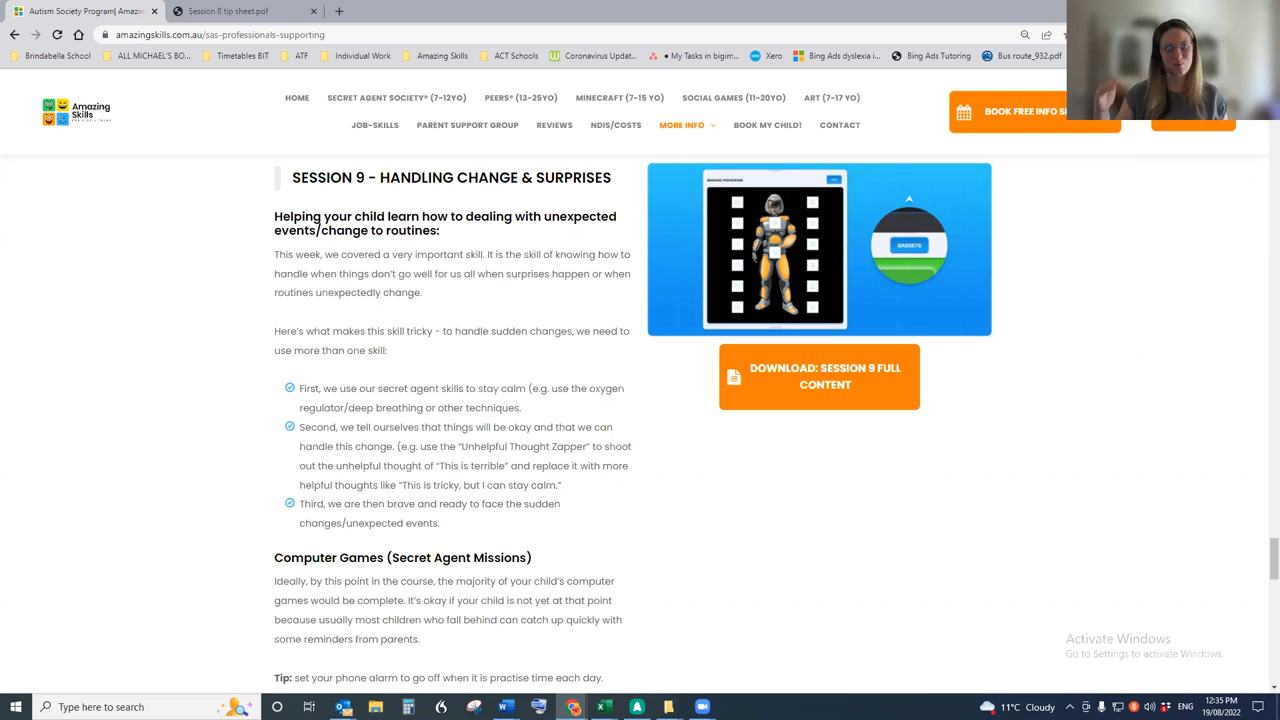 Autism Support Program | Amazin
SESSION 8 t sheet.pdf
amazingskills.com.au/sas-professionals-supporting
Brindabella School
ALL MICHAEL'S BO...
Timetables BIT
ATF
Individual Work
Amazing Skills
ACT Schools
Coronavirus Updat...
• My Tasks in bigim...
Xero
Bing Ads dyslexia i...
Bing Ads Tutoring
Bus route_932.pdf
Amazing
Skills
HOME
SECRET AGENT SOCIETY® (7-12YO)
PEERS® (13-25YO)
MINECRAFT (7-15 YO)
SOCIAL GAMES (11-20YO)
ART (7-17 YO)
JOB-SKILLS
PARENT SUPPORT GROUP
REVIEWS
NDIS/COSTS
MORE INFO
BOOK MY CHILD!
CONTACT
BOOK FREE INFO
SESSION 9 - HANDLING CHANGE & SURPRISES
Helping your child learn how to dealing with unexpected
events/change to routines:
This week, we covered a very important skill. It is the skill of knowing how to
handle when things don't go well for us all when surprises happen or when
routines unexpectedly change.
Here's what makes this skill tricky - to handle sudden changes, we need to
use more than one skill:
First, we use our secret agent skills to stay calm (e.g. use the oxygen
regulator/deep breathing or other techniques.
Second, we tell ourselves that things will be okay and that we can
handle this change. (e.g. use the “Unhelpful Thought Zapper” to shoot
out the unhelpful thought of “This is terrible” and replace it with more
helpful thoughts like “This is tricky, but I can stay calm.”
Third, we are then brave and ready to face the sudden
changes/unexpected events.
Computer Games (Secret Agent Missions)
Ideally, by this point in the course, the majority of your child's computer
games would be complete. It's okay if your child is not yet at that point
because usually most children who fall behind can catch up quickly with
some reminders from parents.
Tip: set your phone alarm to go off when it is practise time each day.
GADGETS
DOWNLOAD: SESSION 9 FULL
CONTENT
Activate Windows
Go to Settings to activate Windows.
Type here to search
11°C Cloudy
12:35 PM
19/08/2022